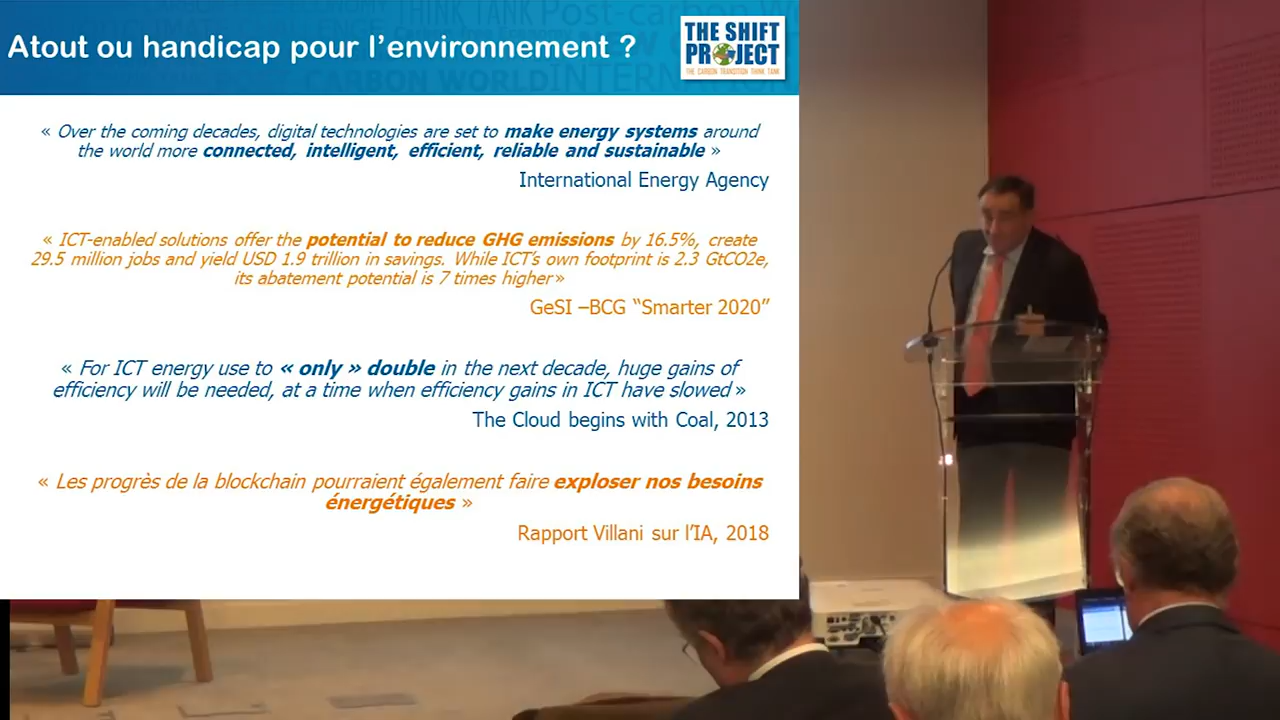 Atout ou handicap pour l'environnement ?
THE SHIFT
PROJECT
THE CARBON TRANSITION THINK TANK
THINK TANK
Post-carbon
CARBON WORLD
« Over the coming decades, digital technologies are set to make energy systems around
the world more connected, intelligent, efficient, reliable and sustainable »
International Energy Agency
« ICT-enabled solutions offer the potential to reduce GHG emissions by 16.5%, create
29.5 million jobs and yield USD 1.9 trillion in savings. While ICT's own footprint is 2.3 GtCO2e,
its abatement potential is 7 times higher »
GeSI –BCG “Smarter 2020”
« For ICT energy use to « only » double in the next decade, huge gains of
efficiency will be needed, at a time when efficiency gains in ICT have slowed »
The Cloud begins with Coal, 2013
« Les progrès de la blockchain pourraient également faire exploser nos besoins
énergétiques »
Rapport Villani sur l'IA, 2018